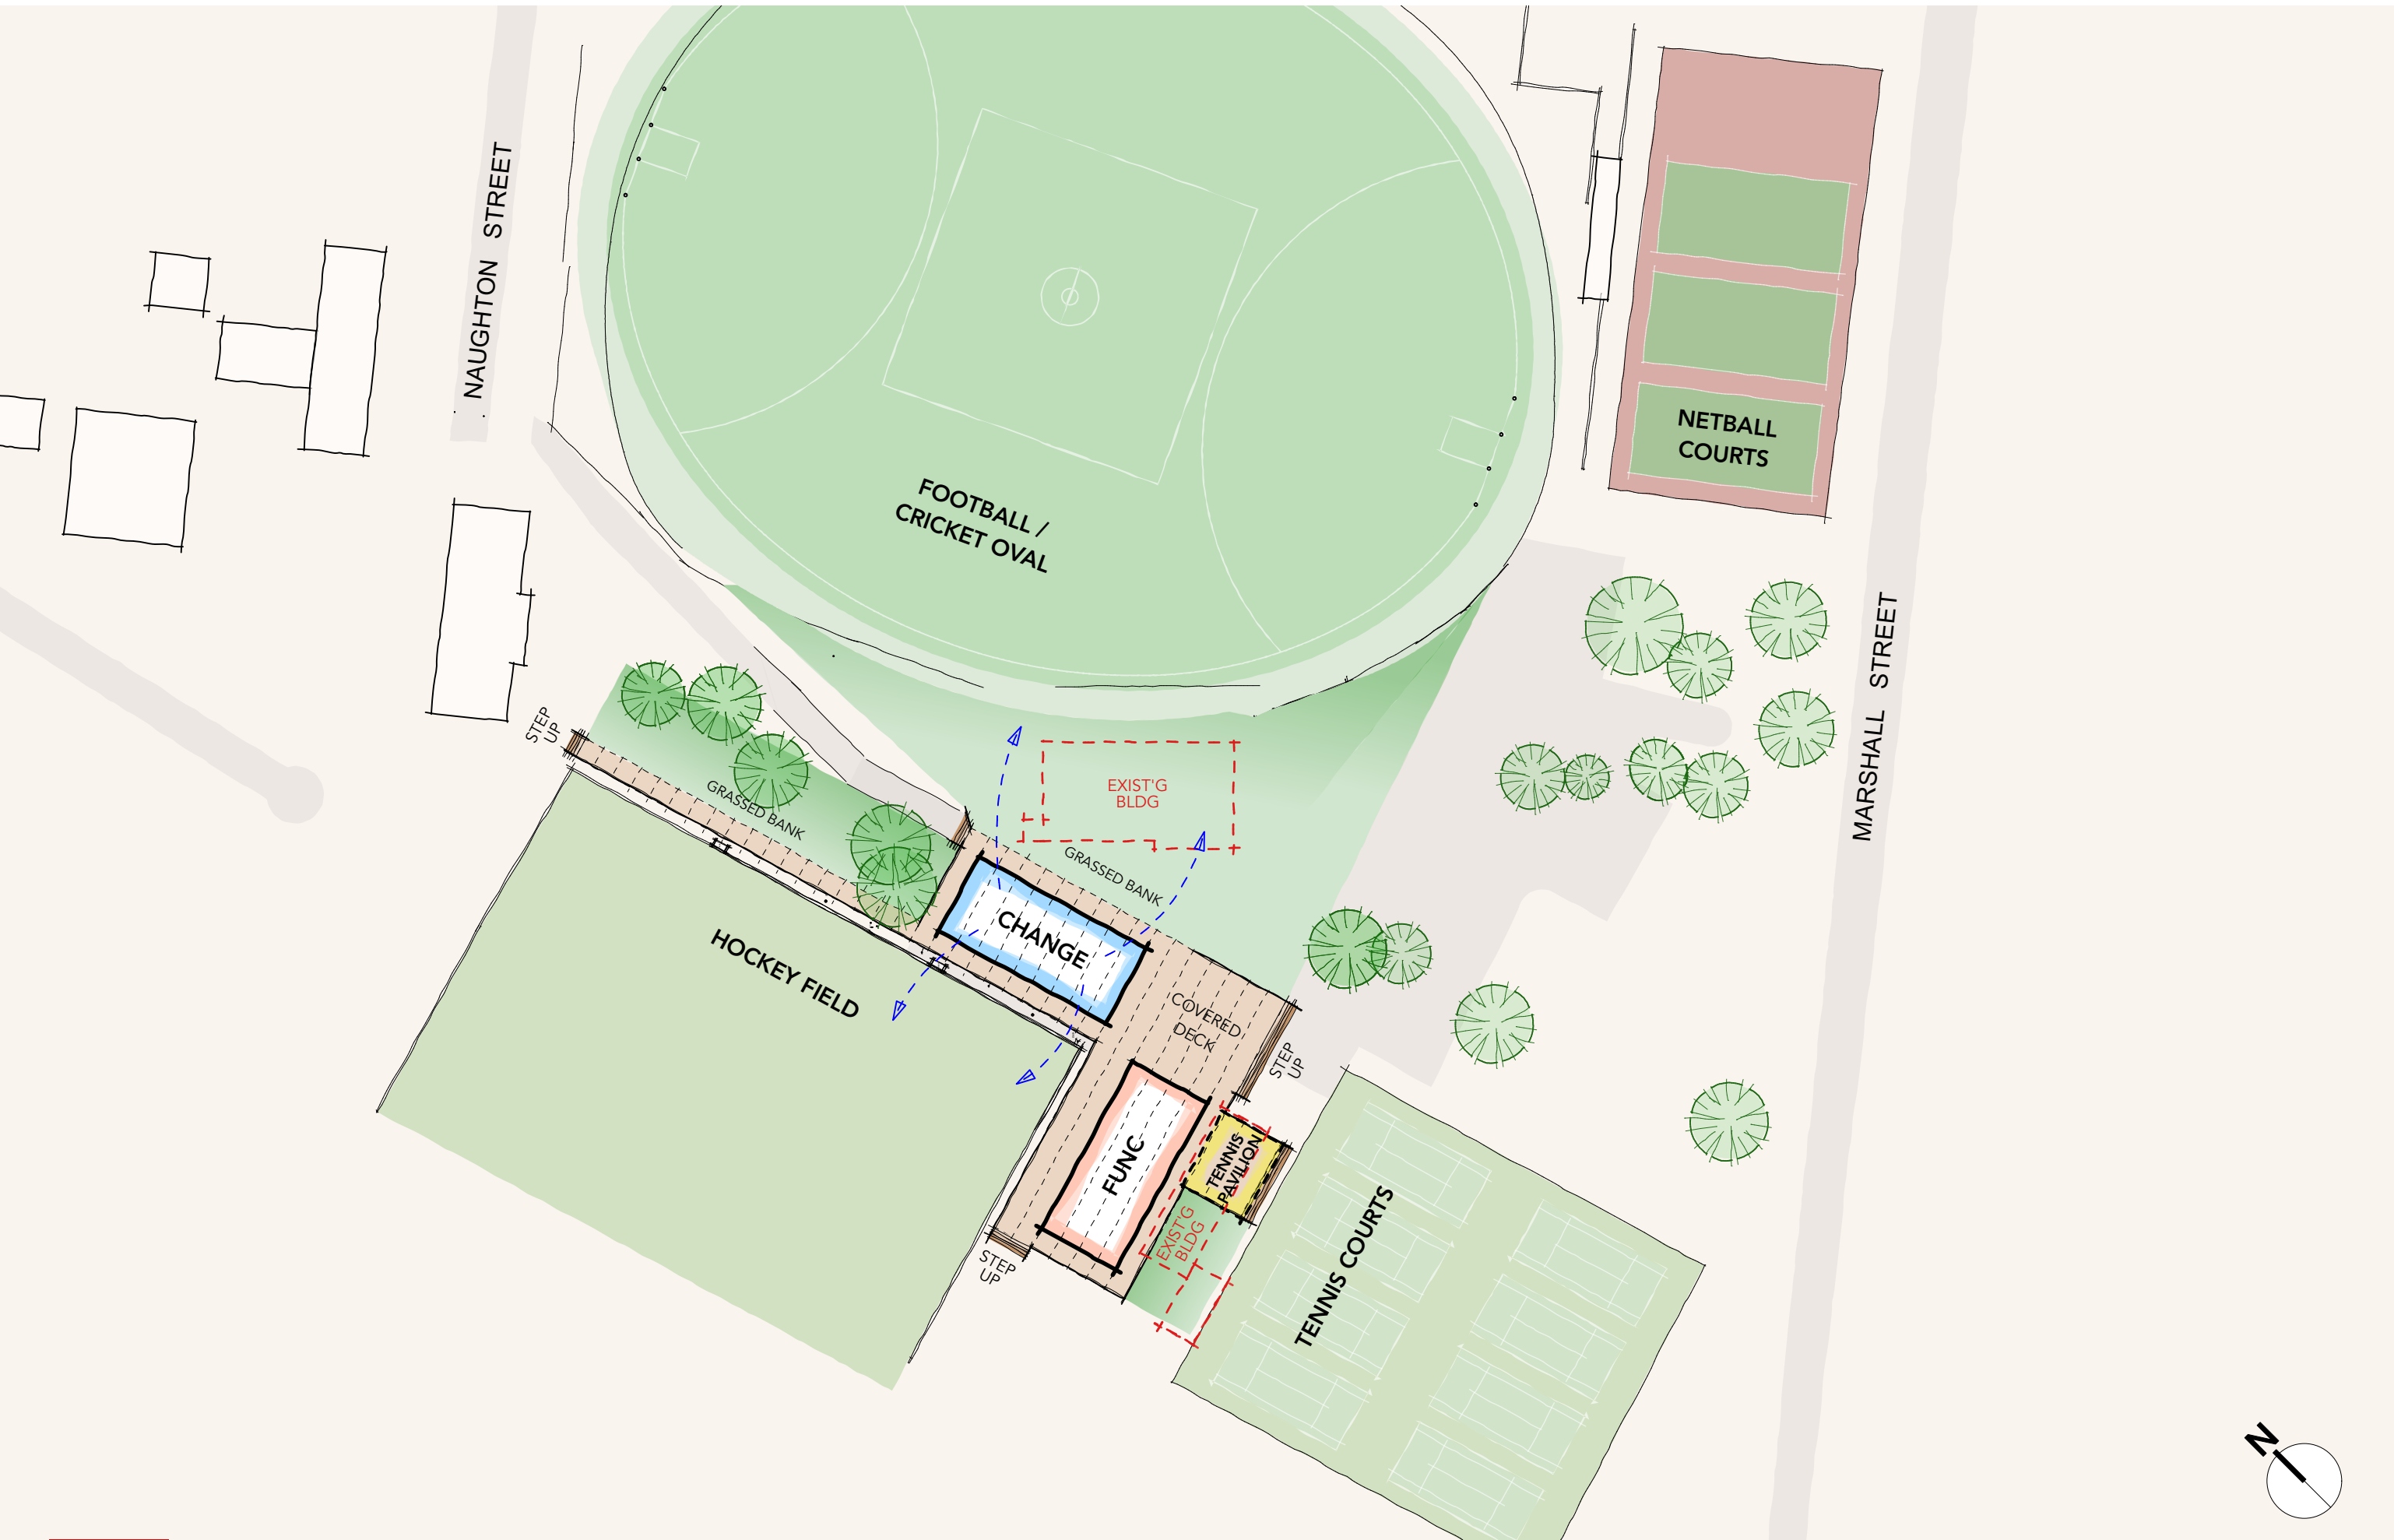 NAUGHTON STREET
NETBALL
COURTS
FOOTBALL /
CRICKET OVAL
MARSHALL STREET
STEP
UP
GRASSED BANK
EXIST'G
BLDG
GRASSED BANK
CHANGE
HOCKEY FIELD
COVERED
DECK
STEP
UP
FUNC
TENNIS
PAVILION
EXIST'G
BLDG
TENNIS COURTS
STEP
UP
N